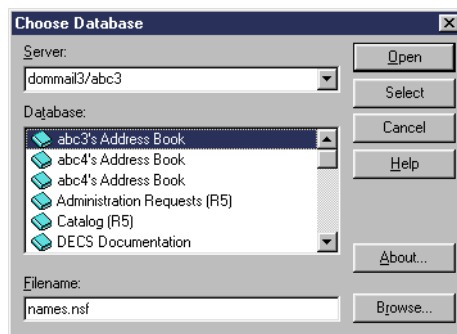 Choose Database
Server:
dommail3/abc3
Database:
abc3's Address Book
abc4's Address Book
abc4's Address Book
Administration Requests (R5)
Catalog (R5)
DECS Documentation
Filename:
names.nsf
Open
Select
Cancel
Help
About...
Browse...